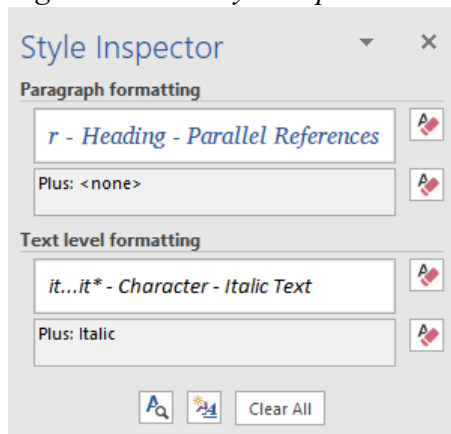 Style Inspector
Paragraph formatting
r - Heading - Parallel References
Plus: <none>
Text level formatting
it...it* - Character - Italic Text
Plus: Italic
Clear All